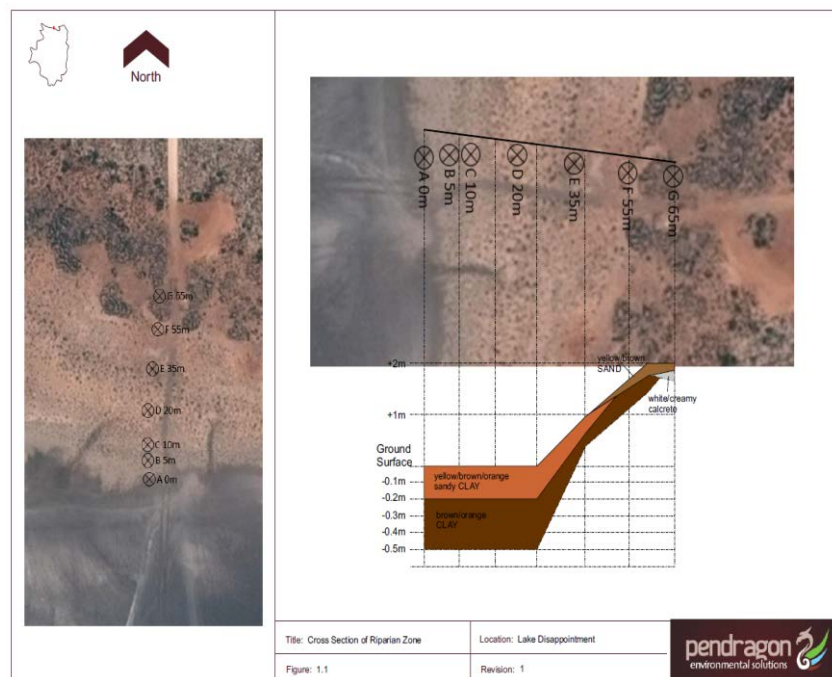 North
G 65m
F 55m
E 35m
D 20m
C 10m
B 5m
A 0m
A 0m
B 5m
C 10m
D 20m
E 35m
F 55m
G 65m
+2m
yellow/brown
SAND
white/creamy
calcrete
+1m
Ground
Surface
yellow/brown/orange
sandy CLAY
-0.1m
-0.2m
brown/orange
CLAY
-0.3m
-0.4m
-0.5m
Title: Cross Section of Riparian Zone
Location: Lake Disappointment
Figure: 1.1
Revision: 1
pendragon
environmental solutions